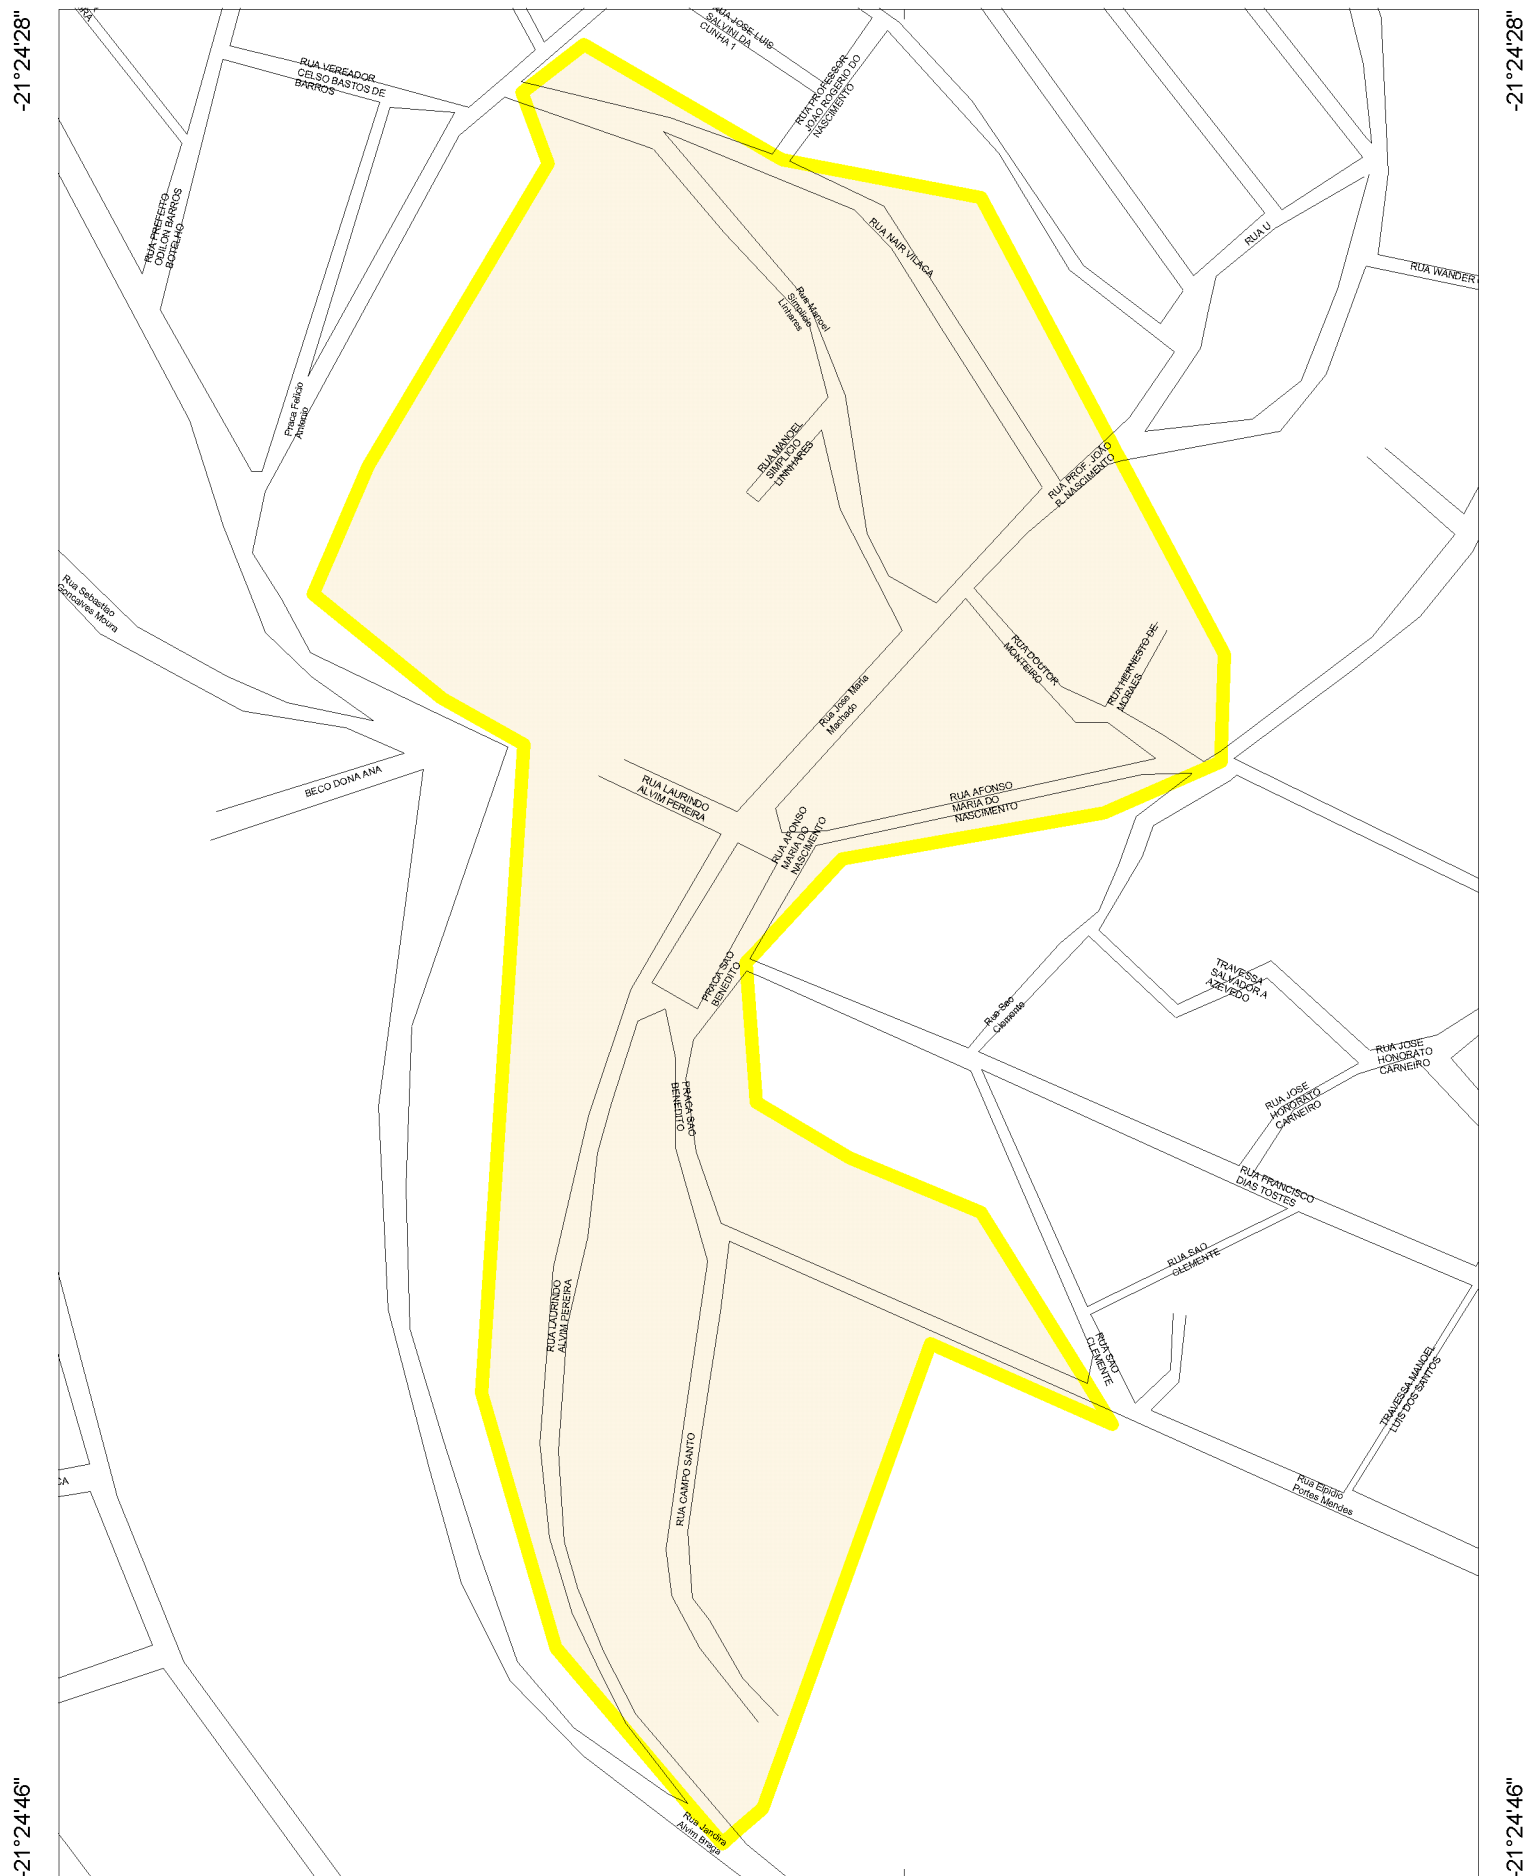 -21°24'28"
-21°24'28"
RUA JOSE LUIS
SALVINI DA
CUNHA 1
RUA VEREADOR
CELSO BASTOS DE
BARROS
RUA PROFESSOR
JOAO ROGERIO DO
NASCIMENTO
RUA PREFEITO
ODILON BARROS
BOTELHO
RUA NAIR VILACA
RUA U
RUA WANDER
Rua Manoel
Simplicio
Linhares
Praca Felicio
Antonio
RUA MANOEL
SIMPLICIO
LINNHARES
RUA PROF. JOAO
R. NASCIMENTO
Rua Sebastiao
Goncalves Moura
RUA DOUTOR
MONTEIRO
RUA HERNESTO DE
MORAES
Rua Jose Maria
Machado
BECO DONA ANA
RUA LAURINDO
ALVIM PEREIRA
RUA AFONSO
MARIA DO
NASCIMENTO
RUA AFONSO
MARIA DO
NASCIMENTO
PRACA SAO
BENEDITO
TRAVESSA
SALVADOR A
AZEVEDO
Rua Sao
Clemente
RUA JOSE
HONORATO
CARNEIRO
RUA JOSE
HONORATO
CARNEIRO
PRACA SAO
BENEDITO
RUA FRANCISCO
DIAS TOSTES
RUA SAO
CLEMENTE
RUA LAURINDO
ALVIM PEREIRA
RUA SAO
CLEMENTE
TRAVESSA MANOEL
LUIS DOS SANTOS
RUA CAMPO SANTO
CA
Rua Elpidio
Portes Mendes
Rua Jandira
Alvim Braga
-21°24'46"
-21°24'46"